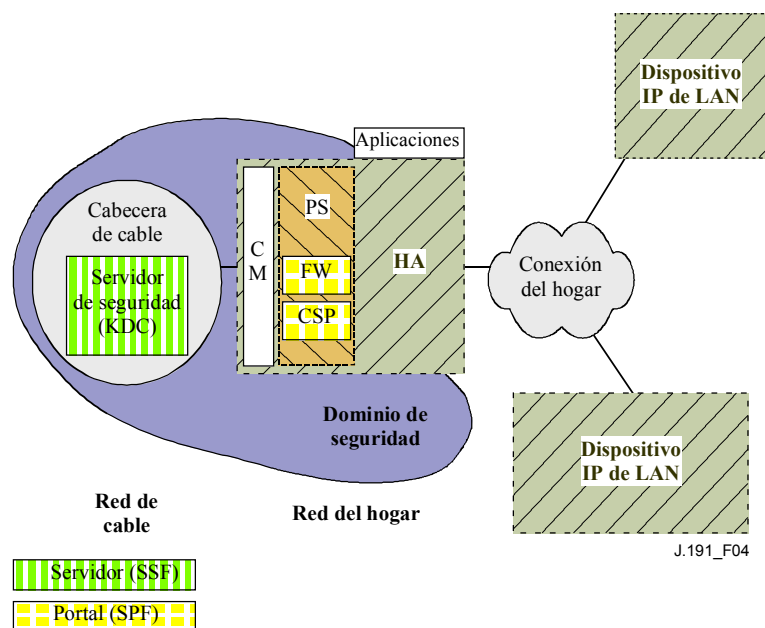 Dispositivo
IP de LAN
Aplicaciones
Cabecera
de cable
Servidor
de seguridad
(KDC)
C
M
PS
FW
CSP
HA
Conexión
del hogar
Dominio de
seguridad
Dispositivo
IP de LAN
Red de
cable
Red del hogar
J.191_F04
Servidor (SSF)
Portal (SPF)